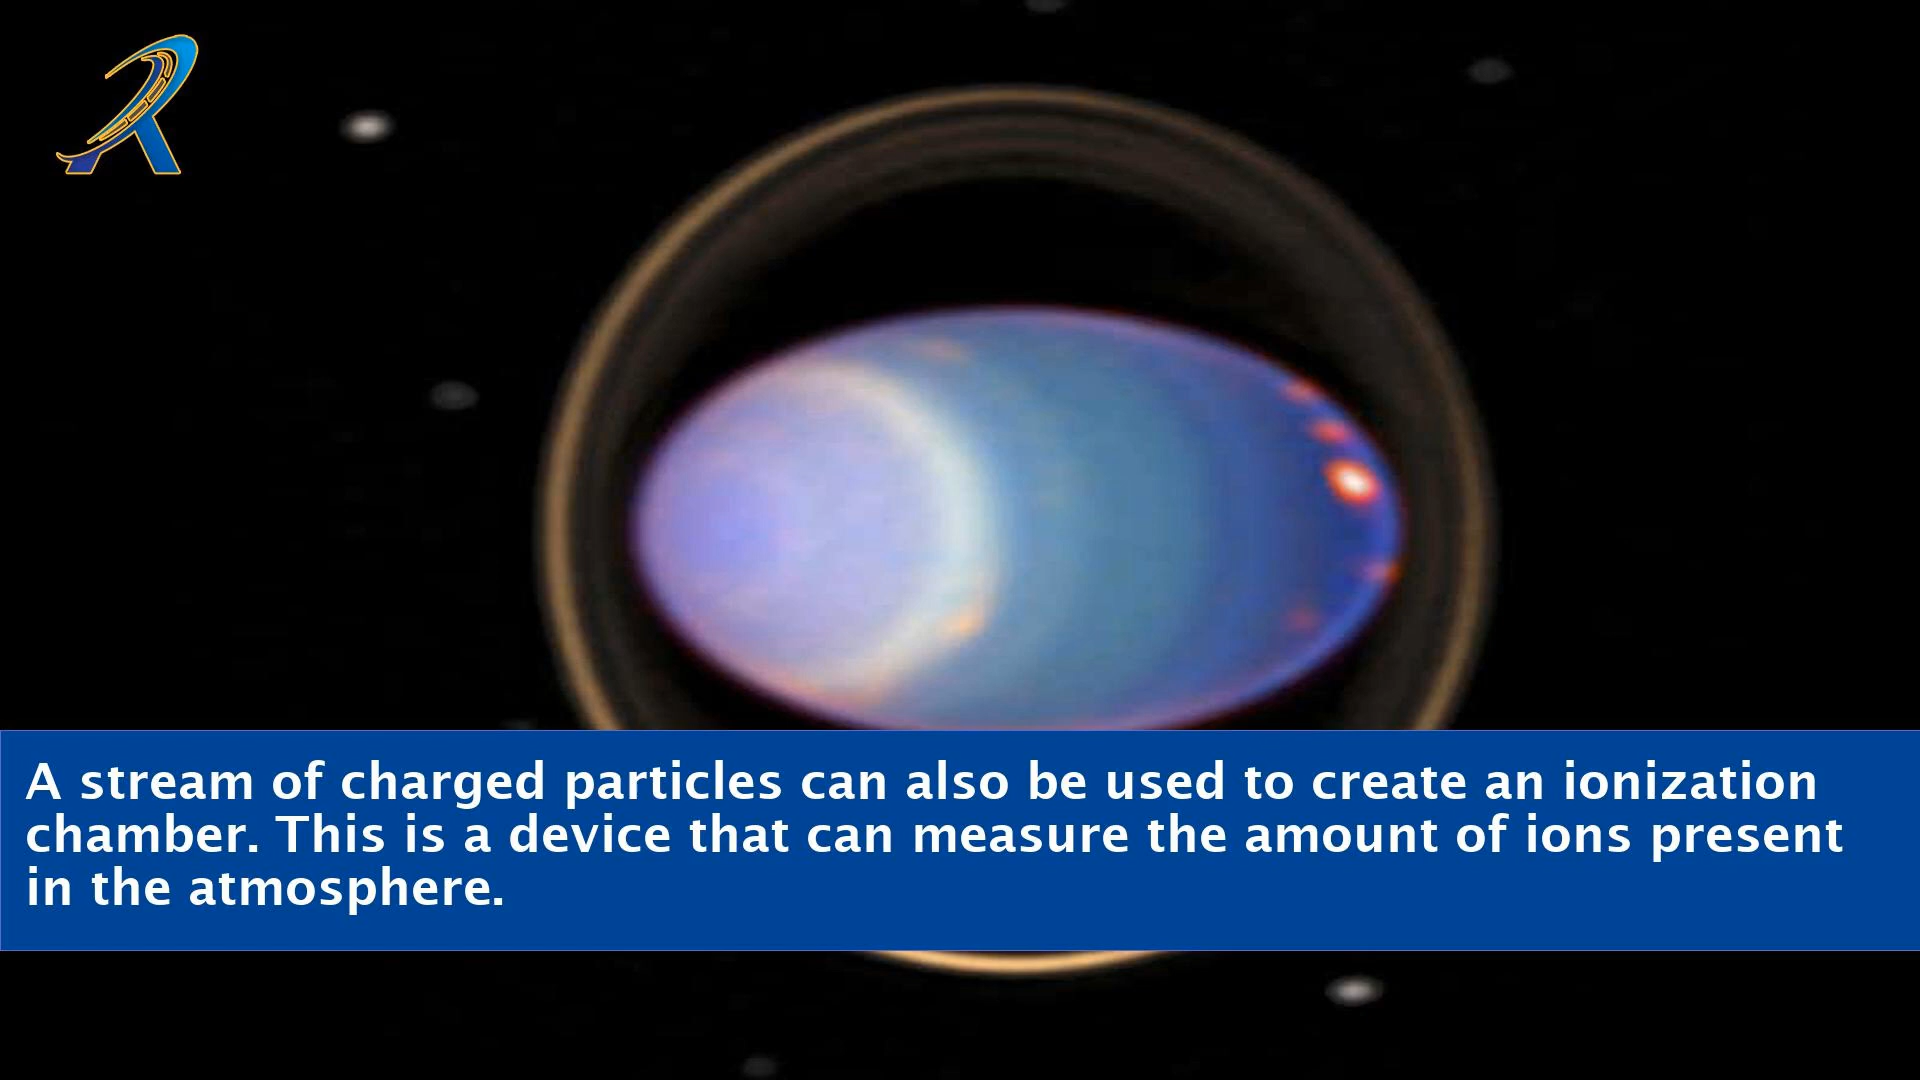 A stream of charged particles can also be used to create an ionization
chamber. This is a device that can measure the amount of ions present
in the atmosphere.